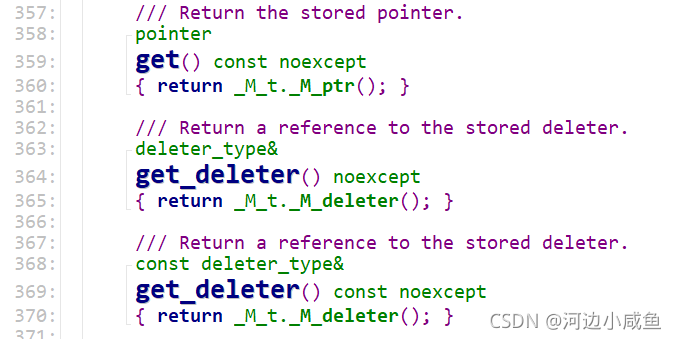 357: /// Return the stored pointer.
358: pointer
359: get() const noexcept
360: { return _M_t._M_ptr(); }
361:
362: /// Return a reference to the stored deleter.
363: deleter_type&
364: get_deleter() noexcept
365: { return _M_t._M_deleter(); }
366:
367: /// Return a reference to the stored deleter.
368: const deleter_type&
369: get_deleter() const noexcept
370: { return _M_t._M_deleter(); }
371:
CSDN @河边小咸鱼